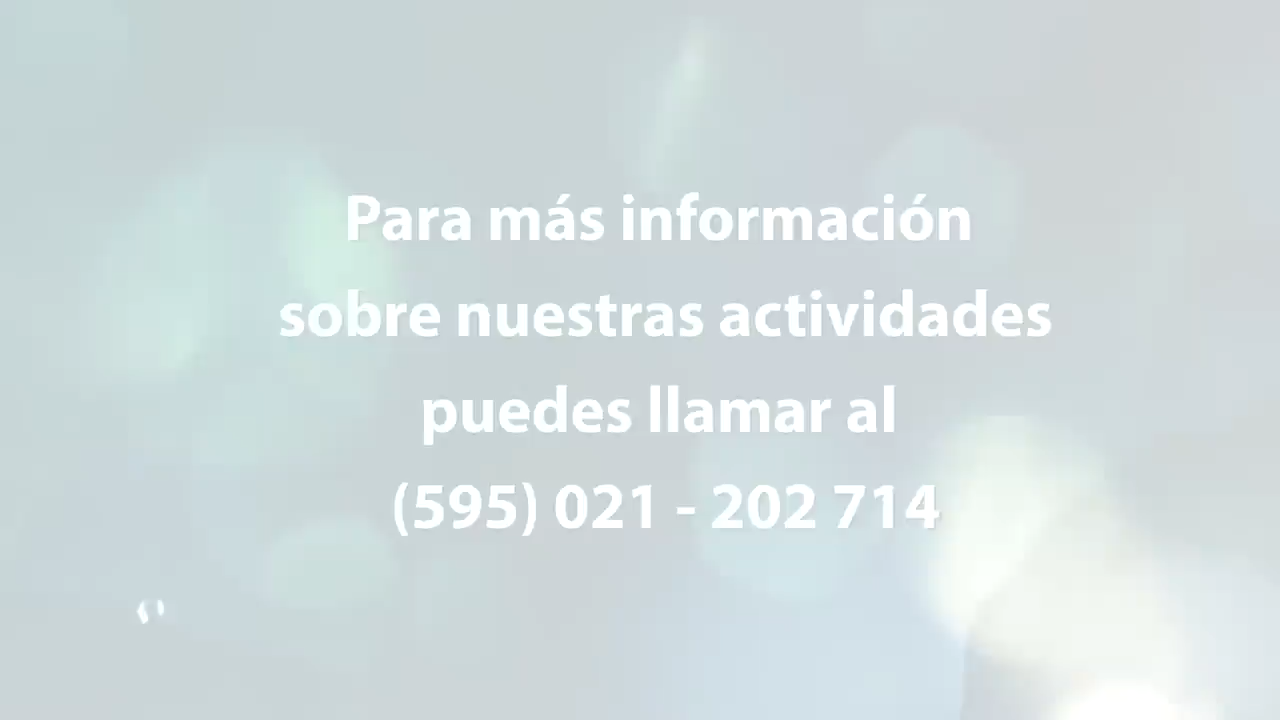 Para más información
sobre nuestras actividades
puedes llamar al
(595) 021 - 202 714